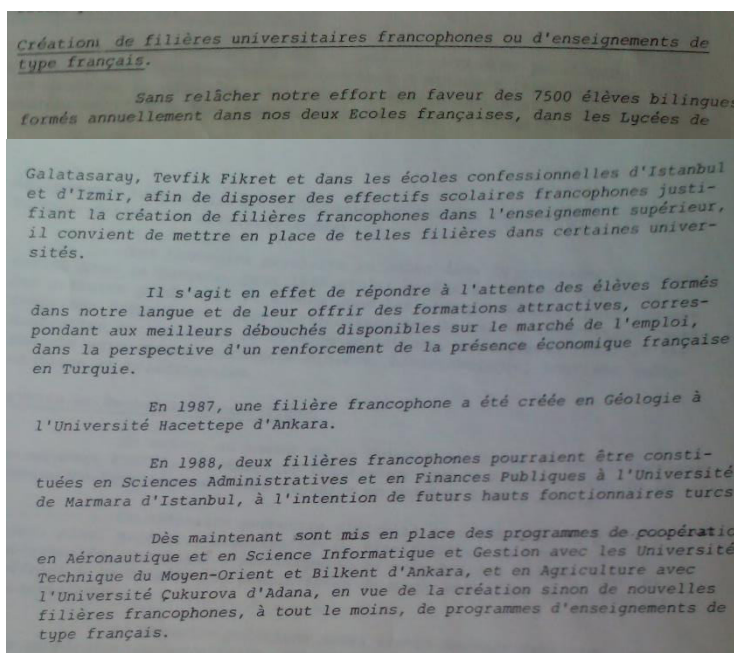 Création de filières universitaires francophones ou d'enseignements de
type français.
Sans relâcher notre effort en faveur des 7500 élèves bilingues
formés annuellement dans nos deux Ecoles françaises, dans les Lycées de
Galatasaray, Tevfik Fikret et dans les écoles confessionnelles d'Istanbul
et d'Izmir, afin de disposer des effectifs scolaires francophones justi-
fiant la création de filières francophones dans l'enseignement supérieur,
il convient de mettre en place de telles filières dans certaines univer-
sités.
Il s'agit en effet de répondre à l'attente des élèves formés
dans notre langue et de leur offrir des formations attractives, corres-
pondant aux meilleurs débouchés disponibles sur le marché de l'emploi,
dans la perspective d'un renforcement de la présence économique française
en Turquie.
En 1987, une filière francophone a été créée en Géologie à
l'Université Hacettepe d'Ankara.
En 1988, deux filières francophones pourraient être consti-
tuées en Sciences Administratives et en Finances Publiques à l'Université
de Marmara d'Istanbul, à l'intention de futurs hauts fonctionnaires turcs
Dès maintenant sont mis en place des programmes de coopératio
en Aéronautique et en Science Informatique et Gestion avec les Université
Technique du Moyen-Orient et Bilkent d'Ankara, et en Agriculture avec
l'Université Çukurova d'Adana, en vue de la création sinon de nouvelles
filières francophones, à tout le moins, de programmes d'enseignements de
type français.